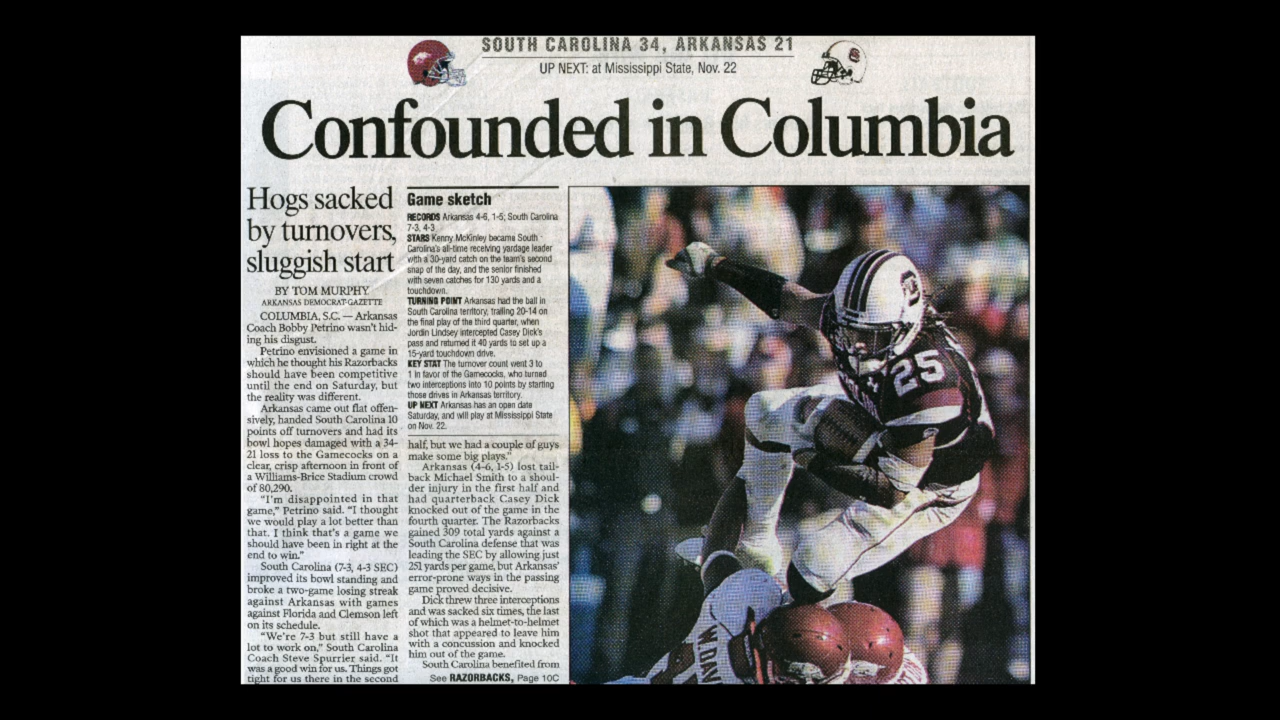 SOUTH CAROLINA 34, ARKANSAS 21
UP NEXT: at Mississippi State, Nov. 22
Confounded in Columbia
Hogs sacked
by turnovers,
sluggish start
BY TOM MURPHY
ARKANSAS DEMOCRAT-GAZETTE
COLUMBIA, S.C. — Arkansas
Coach Bobby Petrino wasn't hid-
ing his disgust.
Petrino envisioned a game in
which he thought his Razorbacks
should have been competitive
until the end on Saturday, but
the reality was different.
Arkansas came out flat offen-
sively, handed South Carolina 10
points off turnovers and had its
bowl hopes damaged with a 34-
21 loss to the Gamecocks on a
clear, crisp afternoon in front of
a Williams-Brice Stadium crowd
of 80,290.
"I'm disappointed in that
game," Petrino said. "I thought
we would play a lot better than
that. I think that's a game we
should have been in right at the
end to win."
South Carolina (7-3, 4-3 SEC)
improved its bowl standing and
broke a two-game losing streak
against Arkansas with games
against Florida and Clemson left
on its schedule.
"We're 7-3 but still have a
lot to work on," South Carolina
Coach Steve Spurrier said. "It
was a good win for us. Things got
tight for us there in the second
Game sketch
RECORDS Arkansas 4-6, 1-5; South Carolina
7-3, 4-3
STARS Kenny McKinley became South
Carolina's all-time receiving yardage leader
with a 30-yard catch on the team's second
snap of the day, and the senior finished
with seven catches for 130 yards and a
touchdown.
TURNING POINT Arkansas had the ball in
South Carolina territory, trailing 20-14 on
the final play of the third quarter, when
Jordin Lindsey intercepted Casey Dick's
pass and returned it 40 yards to set up a
15-yard touchdown drive.
KEY STAT The turnover count went 3 to
1 in favor of the Gamecocks, who turned
two interceptions into 10 points by starting
those drives in Arkansas territory.
UP NEXT Arkansas has an open date
Saturday, and will play at Mississippi State
on Nov. 22.
half, but we had a couple of guys
make some big plays."
Arkansas (4-6, 1-5) lost tail-
back Michael Smith to a shoul-
der injury in the first half and
had quarterback Casey Dick
knocked out of the game in the
fourth quarter. The Razorbacks
gained 309 total yards against a
South Carolina defense that was
leading the SEC by allowing just
251 yards per game, but Arkansas'
error-prone ways in the passing
game proved decisive.
Dick threw three interceptions
and was sacked six times, the last
of which was a helmet-to-helmet
shot that appeared to leave him
with a concussion and knocked
him out of the game.
South Carolina benefited from
See RAZORBACKS, Page 10C
25